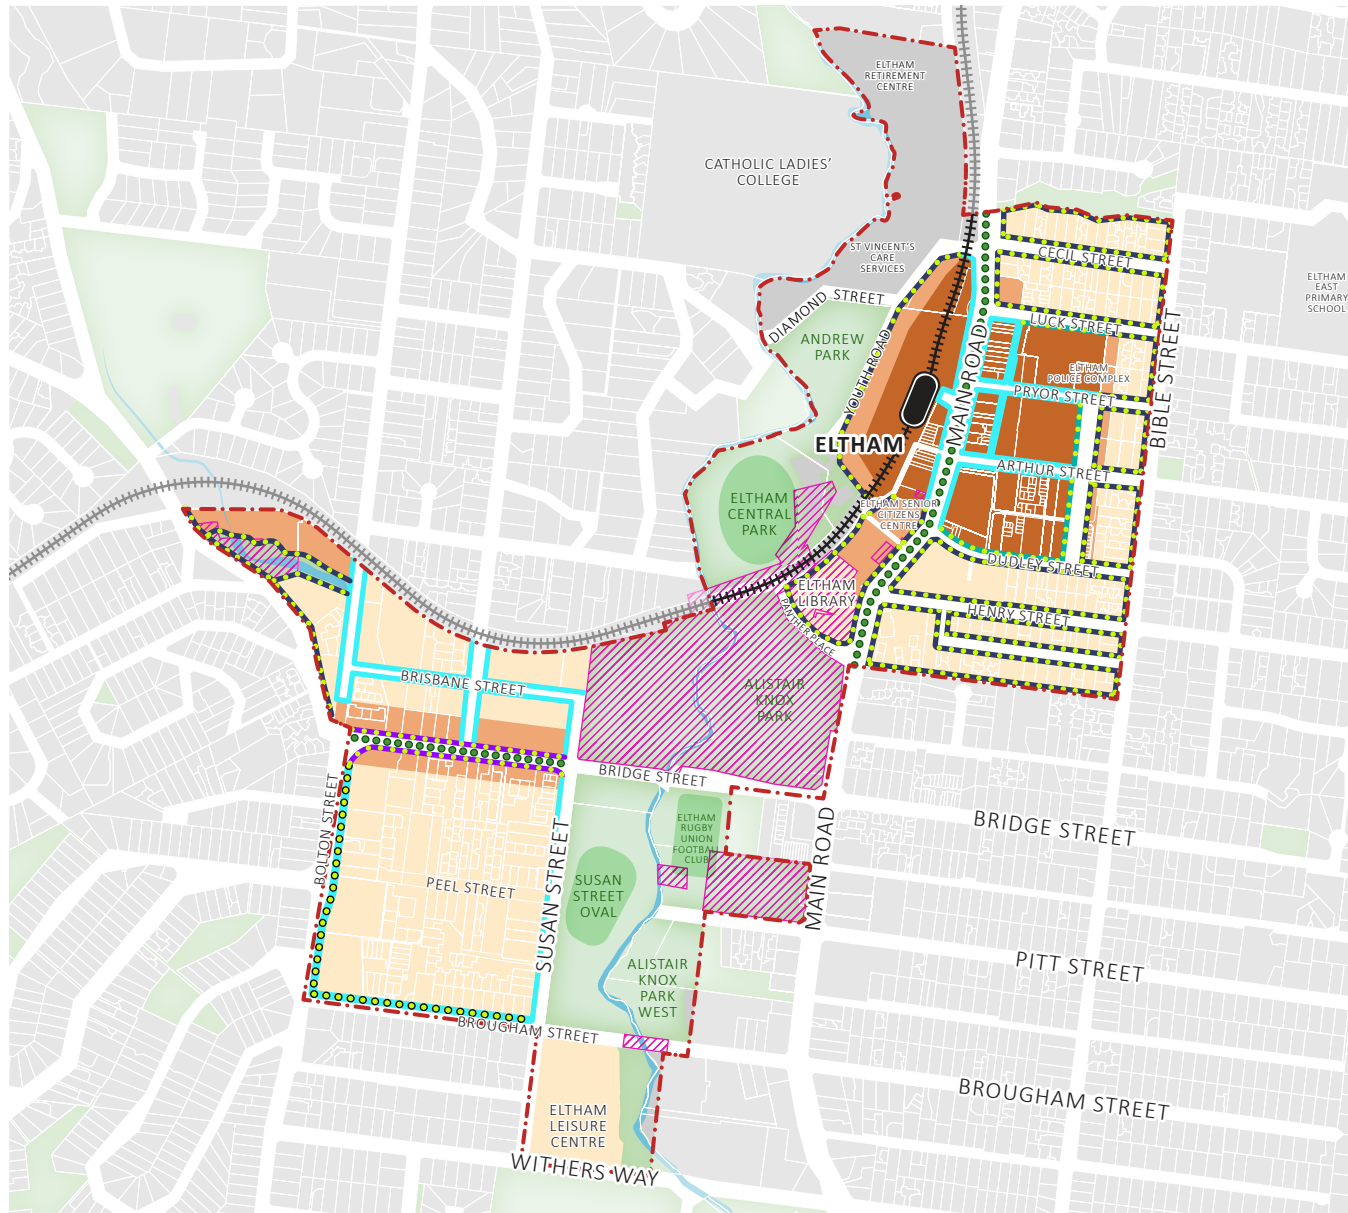 ELTHAM
RETIREMENT
CENTRE
CATHOLIC LADIES’
COLLEGE
ST VINCENT'S
CARE
SERVICES
CECIL STREET
ELTHAM
EAST
PRIMARY
SCHOOL
DIAMOND STREET
LUCK STREET
ANDREW
PARK
YOUTH ROAD
MAIN ROAD
ELTHAM
POLICE COMPLEX
PRYOR STREET
BIBLE STREET
ELTHAM
ARTHUR STREET
ELTHAM
CENTRAL
PARK
ELTHAM SENIOR
CITIZENS
CENTRE
DUDLEY STREET
ELTHAM
LIBRARY
PANTHER PLACE
HENRY STREET
BRISBANE STREET
ALISTAIR
KNOX
PARK
BRIDGE STREET
BRIDGE STREET
BOLTON STREET
ELTHAM
RUGBY
UNION
FOOTBALL
CLUB
MAIN ROAD
PEEL STREET
SUSAN STREET
SUSAN
STREET
OVAL
PITT STREET
ALISTAIR
KNOX
PARK
WEST
BROUGHAM STREET
BROUGHAM STREET
ELTHAM
LEISURE
CENTRE
WITHERS WAY